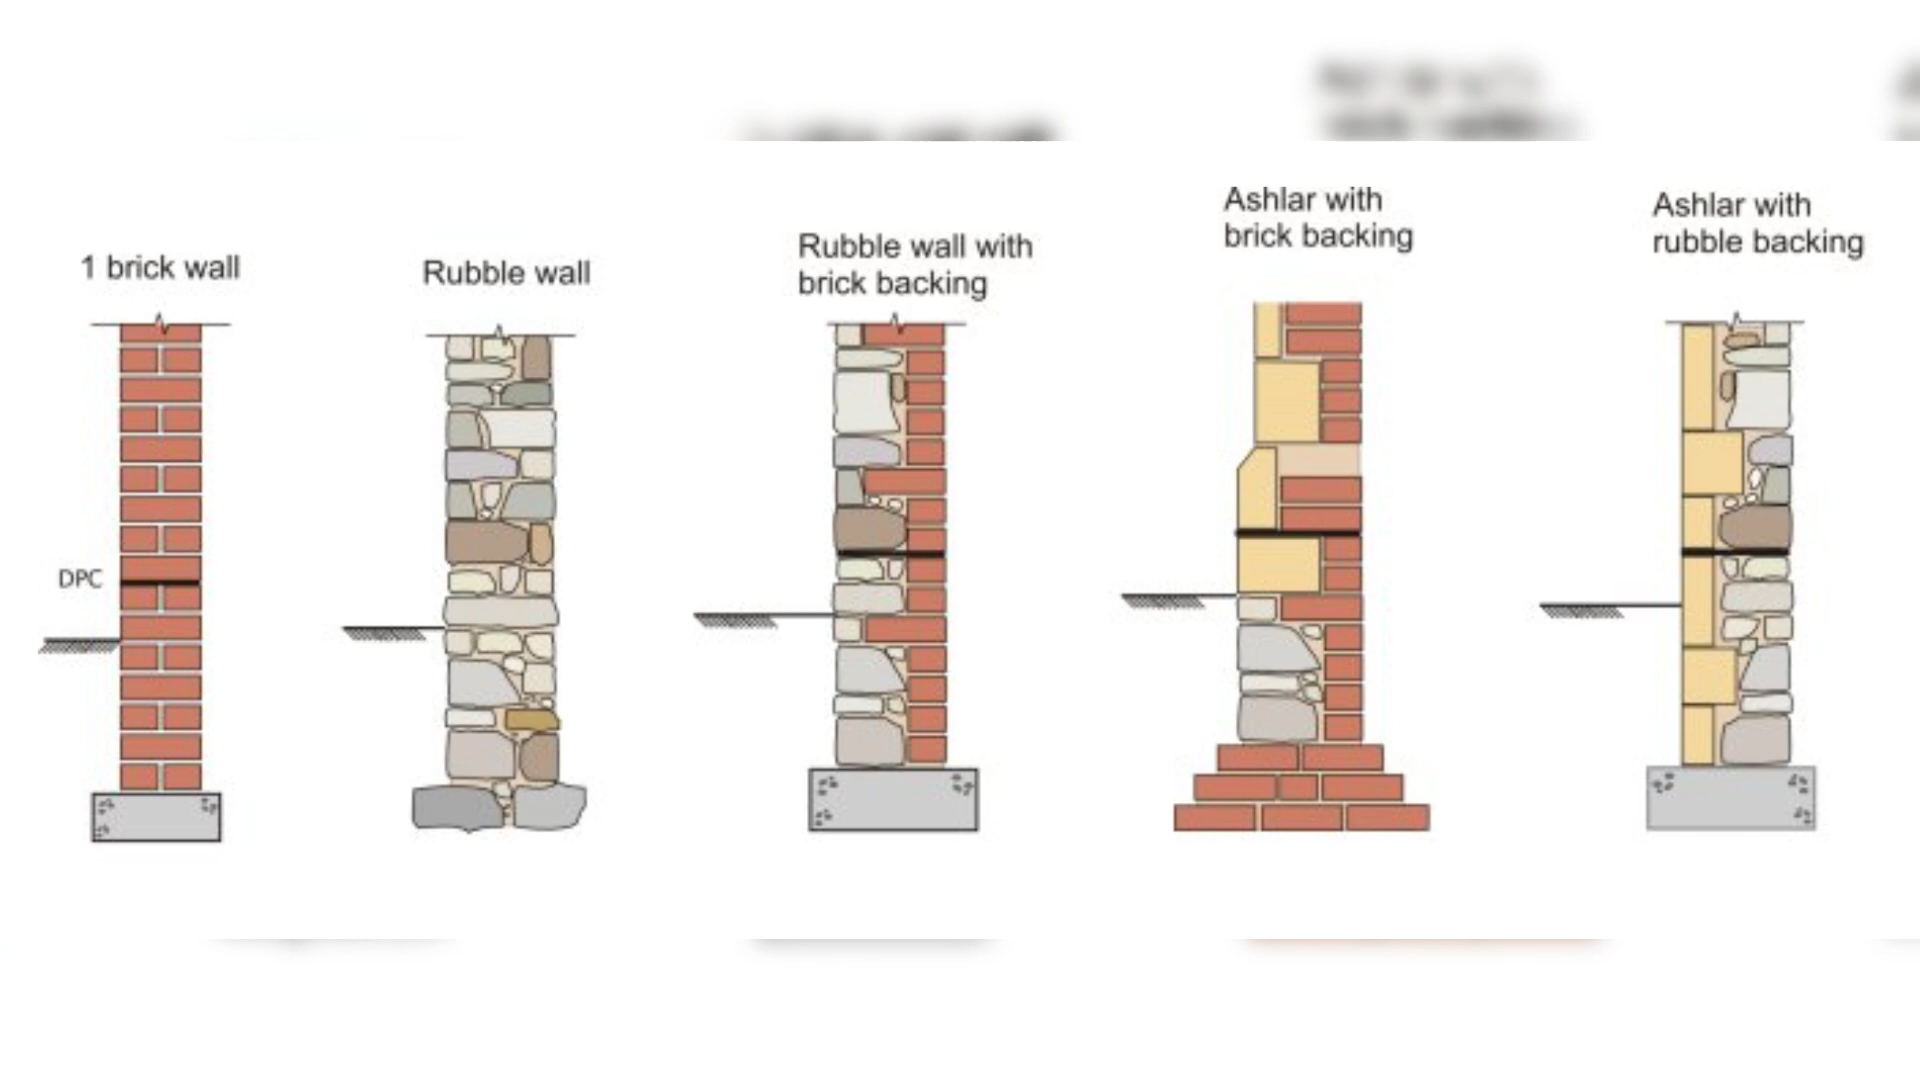 1 brick wall
Rubble wall
Rubble wall with
brick backing
Ashlar with
brick backing
Ashlar with
rubble backing
DPC